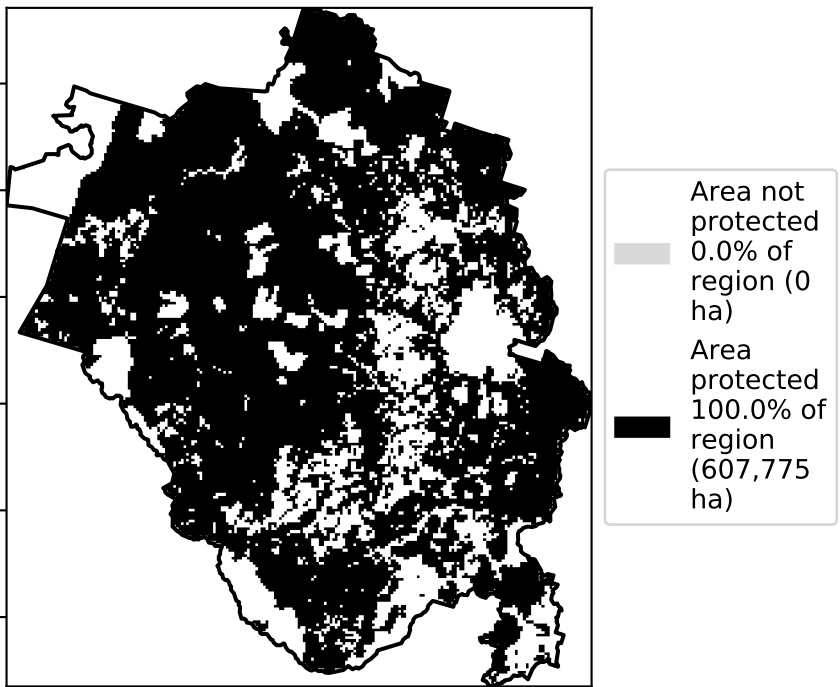 Area not
protected
0.0% of
region (0
ha)
Area
protected
100.0% of
region
(607,775
ha)